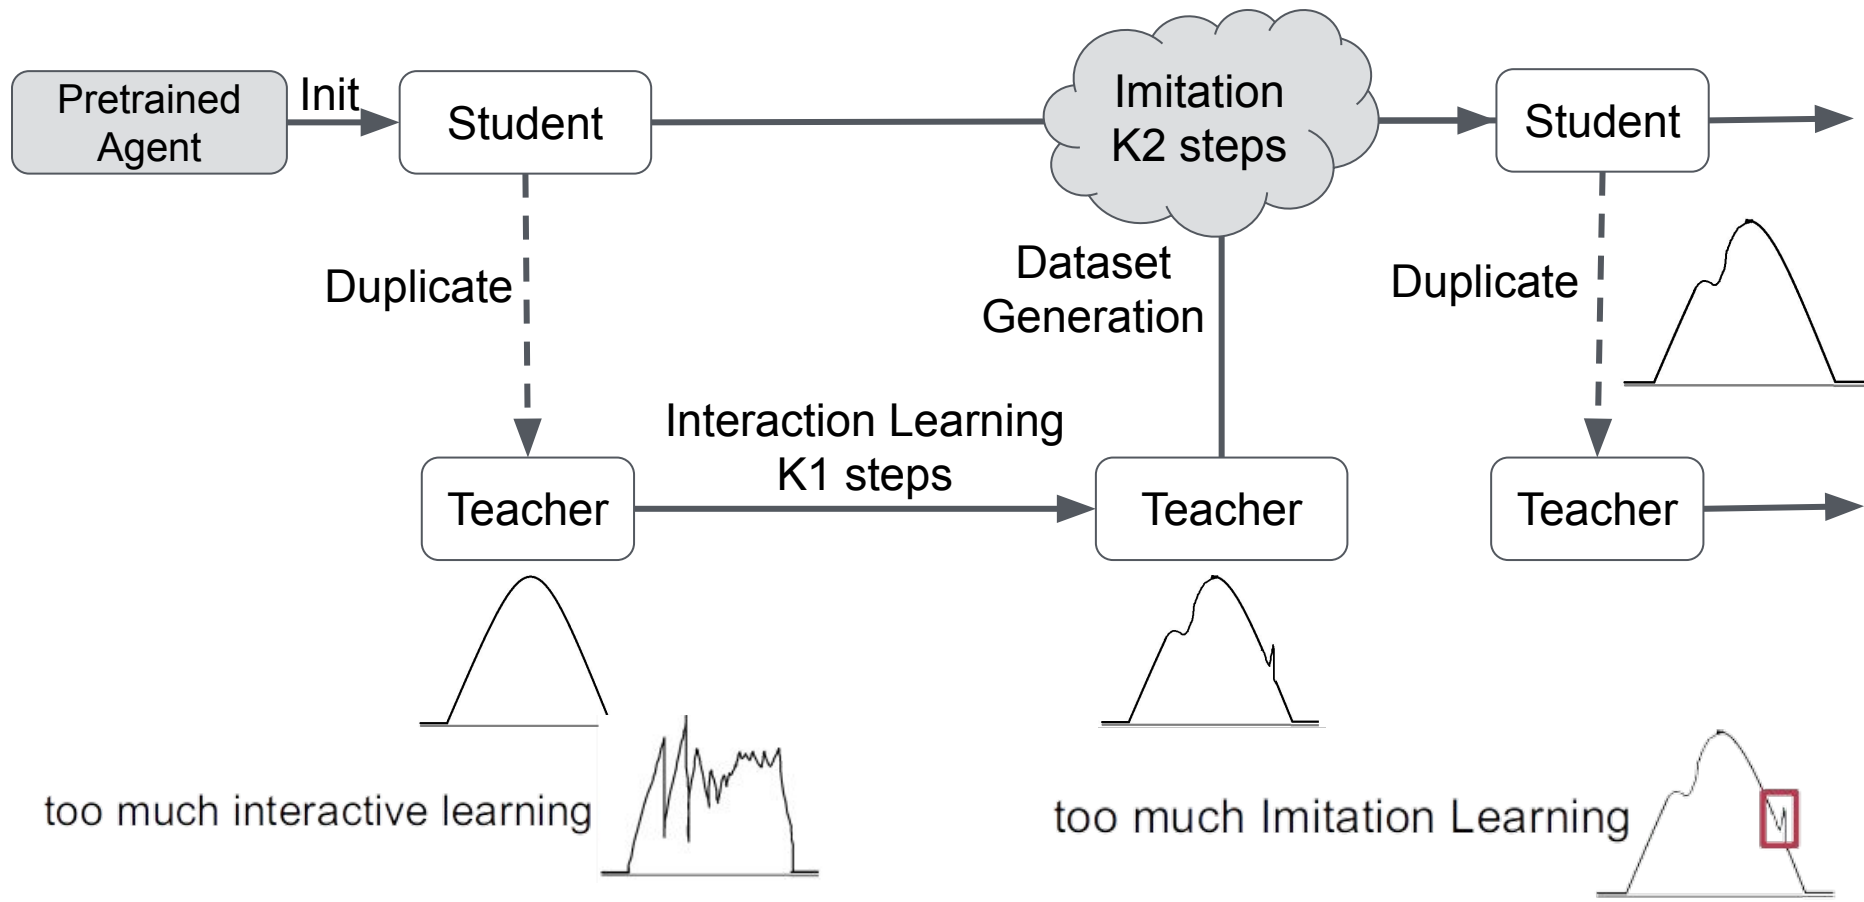 Pretrained
Agent
Init
Student
Imitation
K2 steps
Student
Duplicate
Dataset
Generation
Duplicate
Interaction Learning
K1 steps
Teacher
Teacher
Teacher
too much interactive learning
too much Imitation Learning